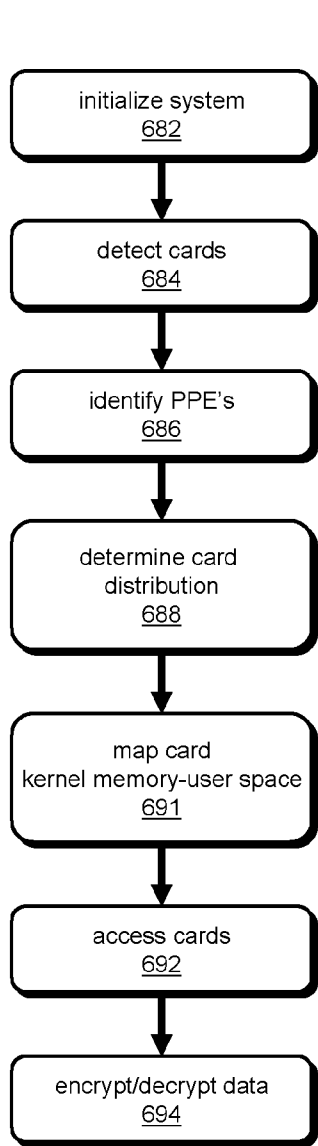 initialize system
682
detect cards
684
identify PPE's
686
determine card
distribution
688
map card
kernel memory-user space
691
access cards
692
encrypt/decrypt data
694